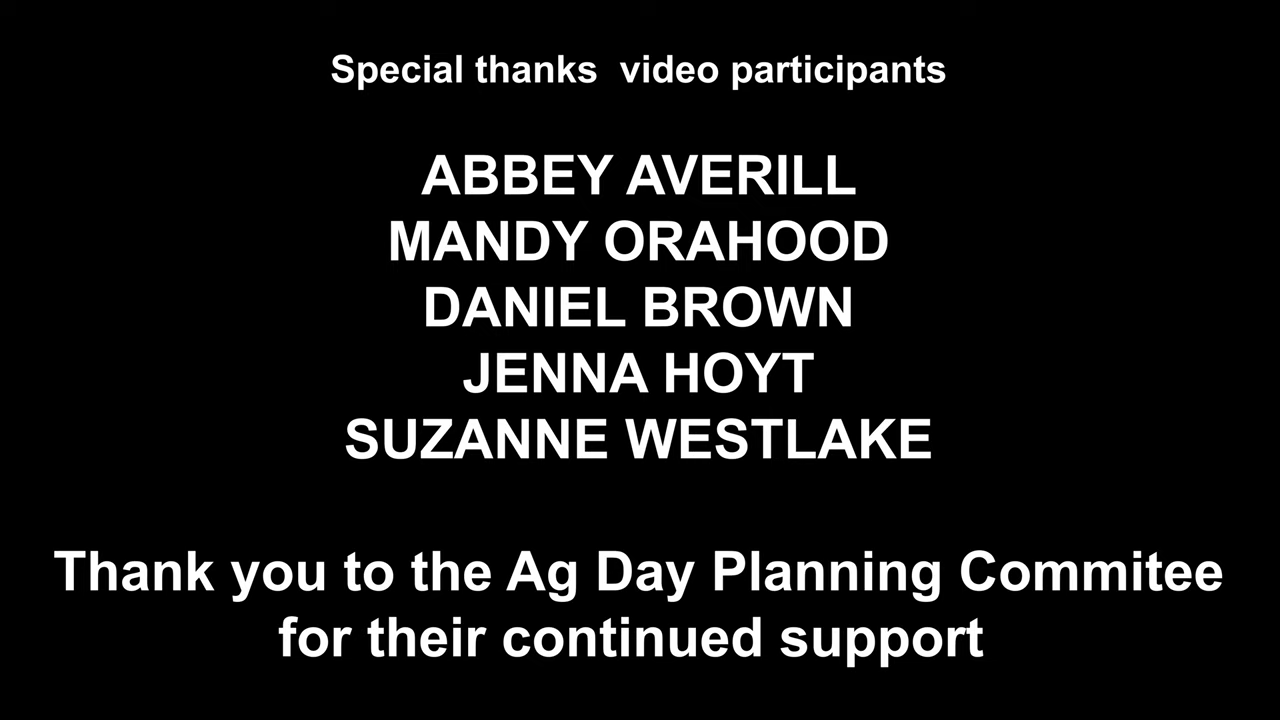 Special thanks  video participants
ABBEY AVERILL
MANDY ORAHOOD
DANIEL BROWN
JENNA HOYT
SUZANNE WESTLAKE
Thank you to the Ag Day Planning Commitee
for their continued support